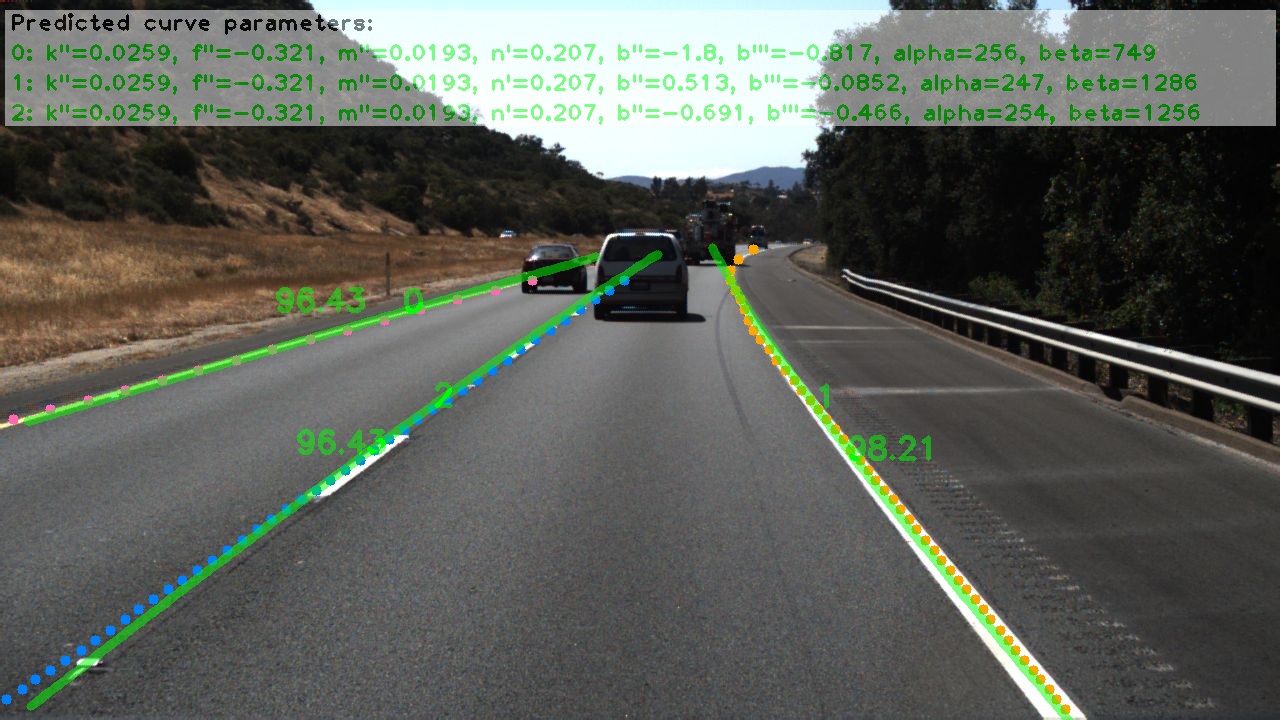 Predicted curve parameters:
0: k''=0.0259, f''=-0.321, m''=0.0193, n'=0.207, b''=-1.8, b'''=-0.817, alpha=256, beta=749
1: k''=0.0259, f''=-0.321, m''=0.0193, n'=0.207, b''=0.513, b'''=-0.0852, alpha=247, beta=1286
2: k''=0.0259, f''=-0.321, m''=0.0193, n'=0.207, b''=-0.691, b'''=-0.466, alpha=254, beta=1256
96.43 0
2 1
96.43 98.21